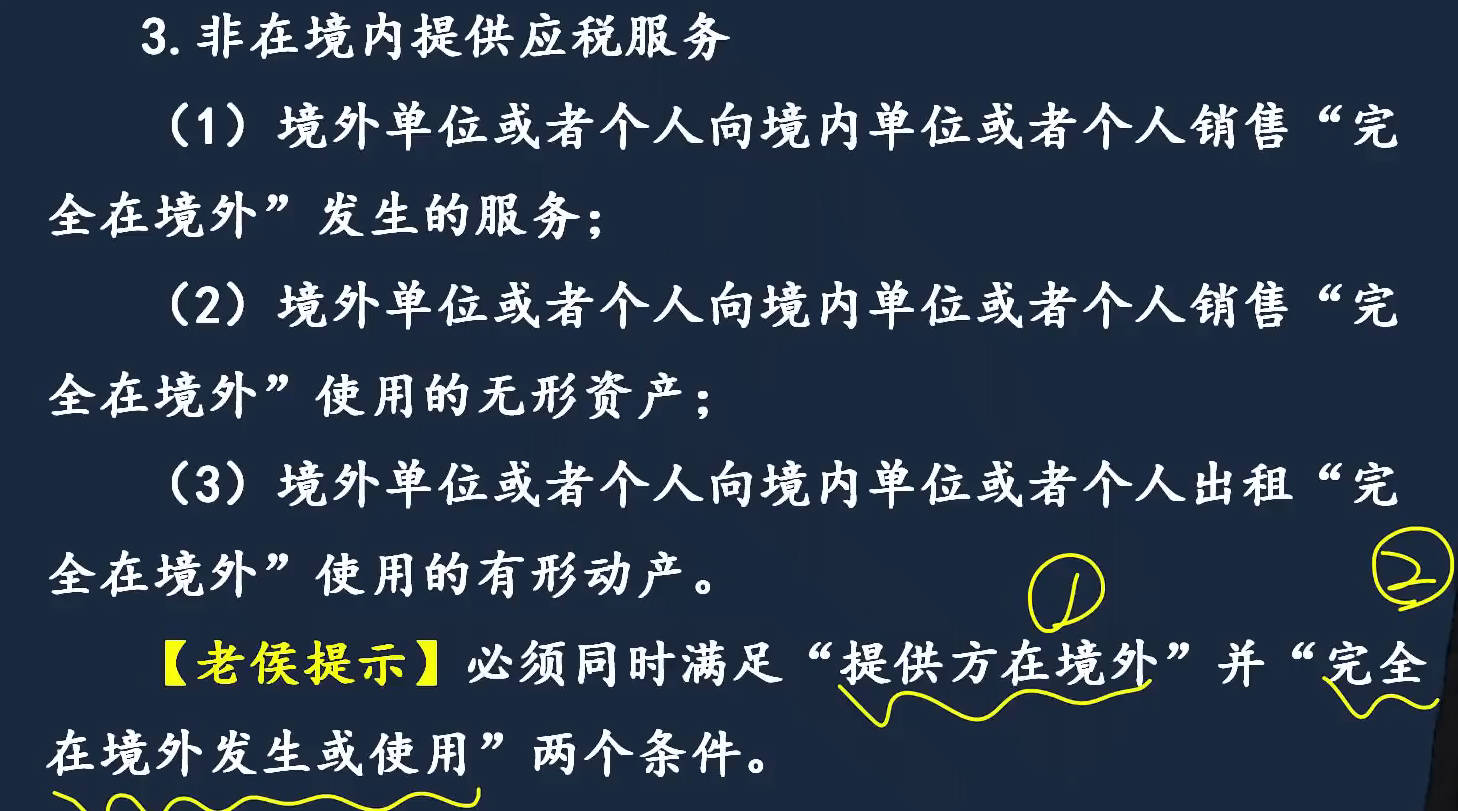 3.非在境内提供应税服务
（1）境外单位或者个人向境内单位或者个人销售“完
全在境外”发生的服务；
（2）境外单位或者个人向境内单位或者个人销售“完
全在境外”使用的无形资产；
（3）境外单位或者个人向境内单位或者个人出租“完
全在境外”使用的有形动产。
① ②
【老侯提示】必须同时满足“提供方在境外”并“完全
在境外发生或使用”两个条件。